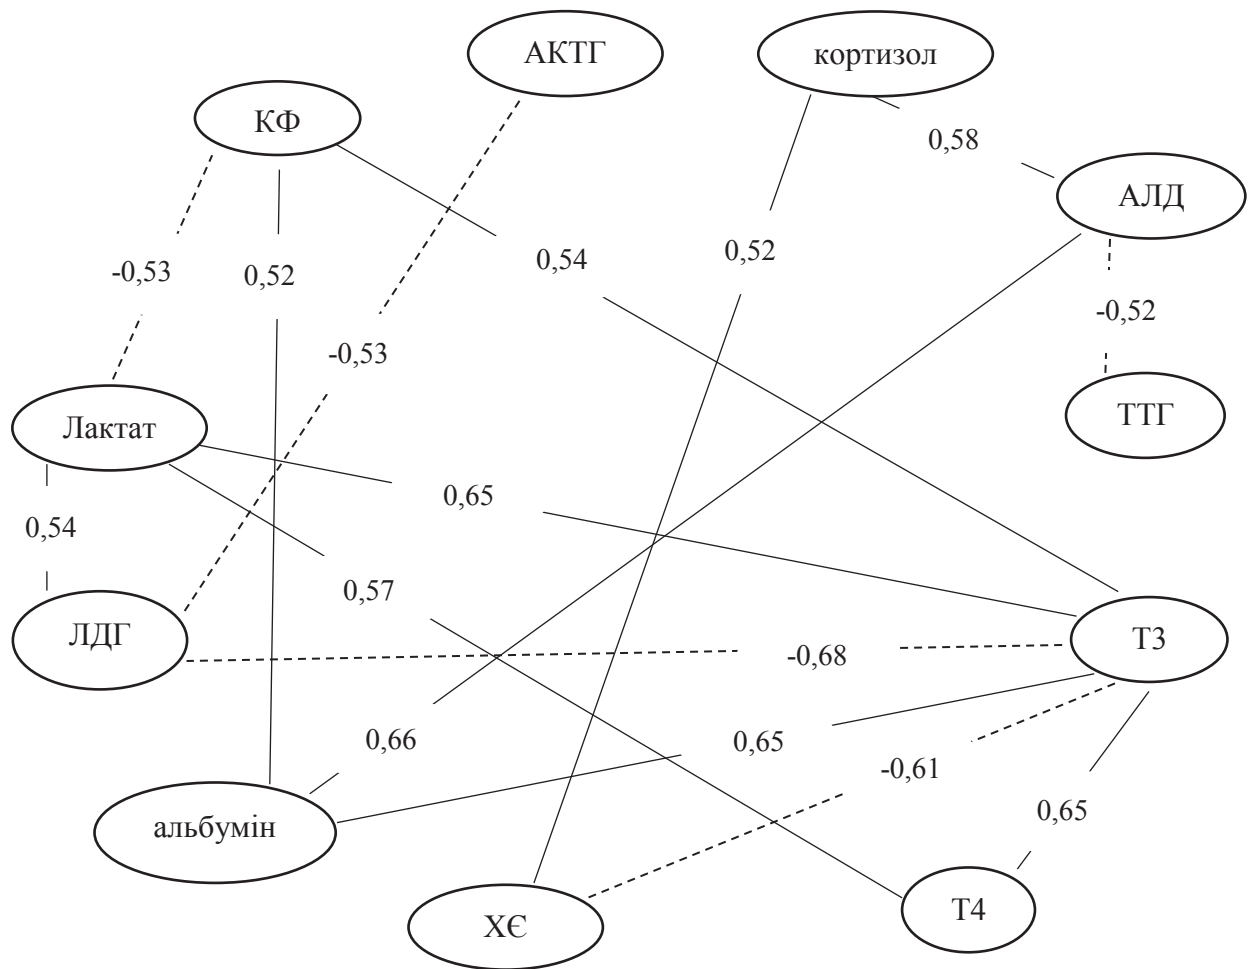 АКТГ
кортизол
КФ
0,58
АЛД
0,52
0,54
-0,53
0,52
-0,52
-0,53
ТТГ
Лактат
0,65
0,54
0,57
ЛДГ
Т3
-0,68
0,66
0,65
-0,61
0,65
альбумін
Т4
ХЄ